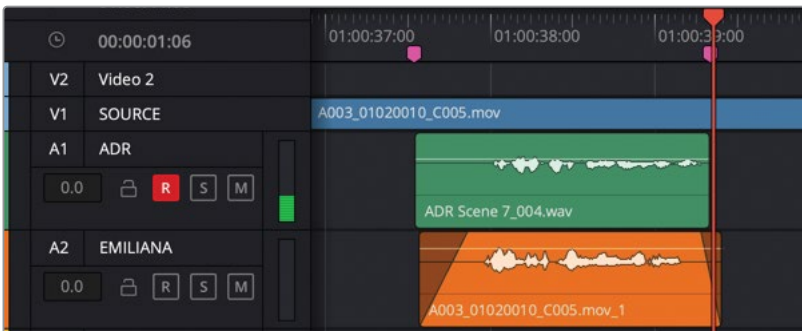 00:00:01:06
01:00:37:00 01:00:38:00 01:00:39:00
V2 Video 2
V1 SOURCE
A003_01020010_C005.mov
A1 ADR
0.0 R S M
ADR Scene 7_004.wav
A2 EMILIANA
0.0 R S M
A003_01020010_C005.mov_1